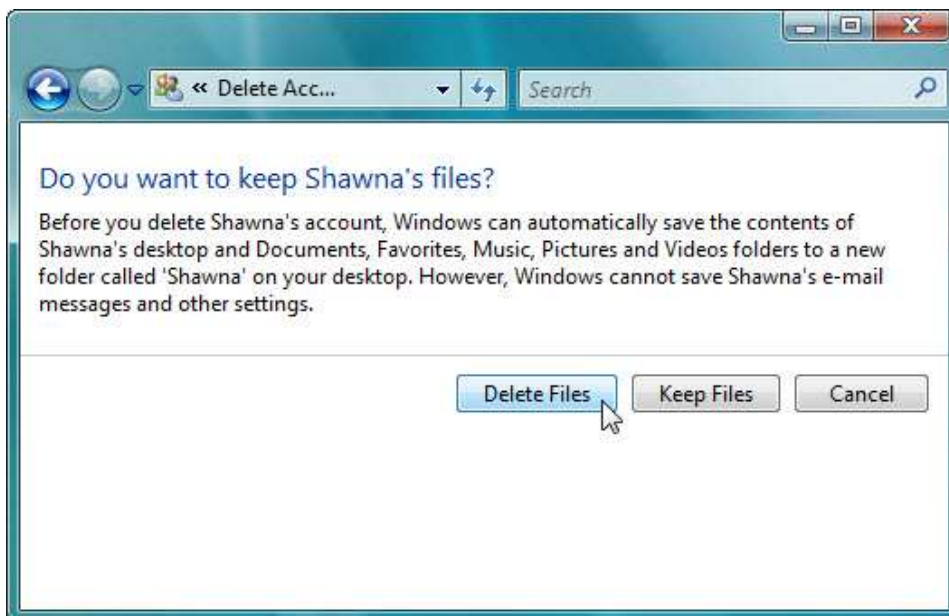 « Delete Acc...
Search
Do you want to keep Shawna's files?
Before you delete Shawna's account, Windows can automatically save the contents of
Shawna's desktop and Documents, Favorites, Music, Pictures and Videos folders to a new
folder called 'Shawna' on your desktop. However, Windows cannot save Shawna's e-mail
messages and other settings.
Delete Files Keep Files Cancel